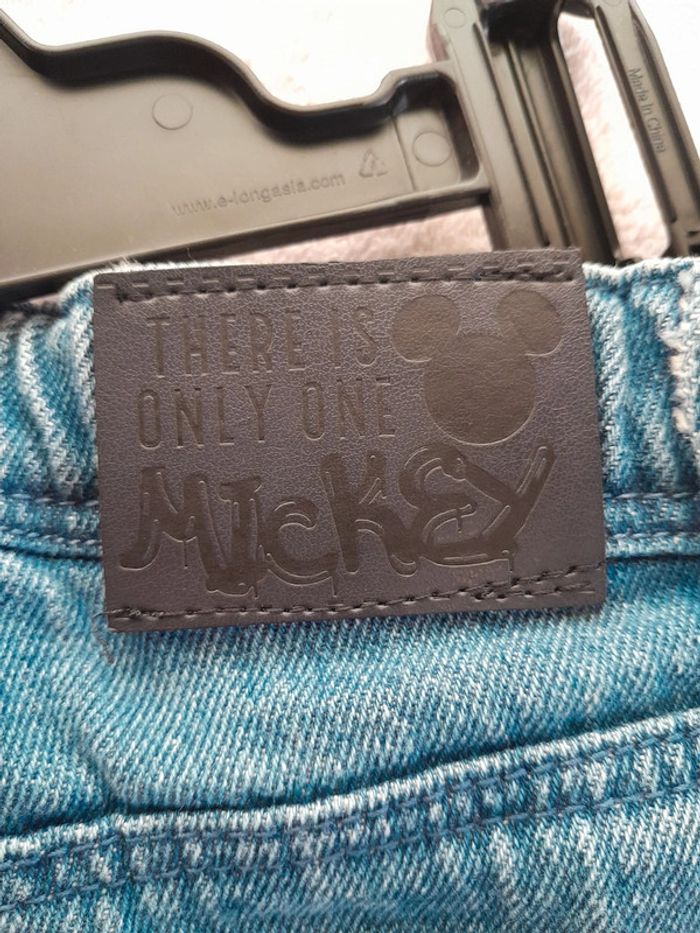 www.e-longasia.com
Made in China
THERE IS
ONLY ONE
MICKEY